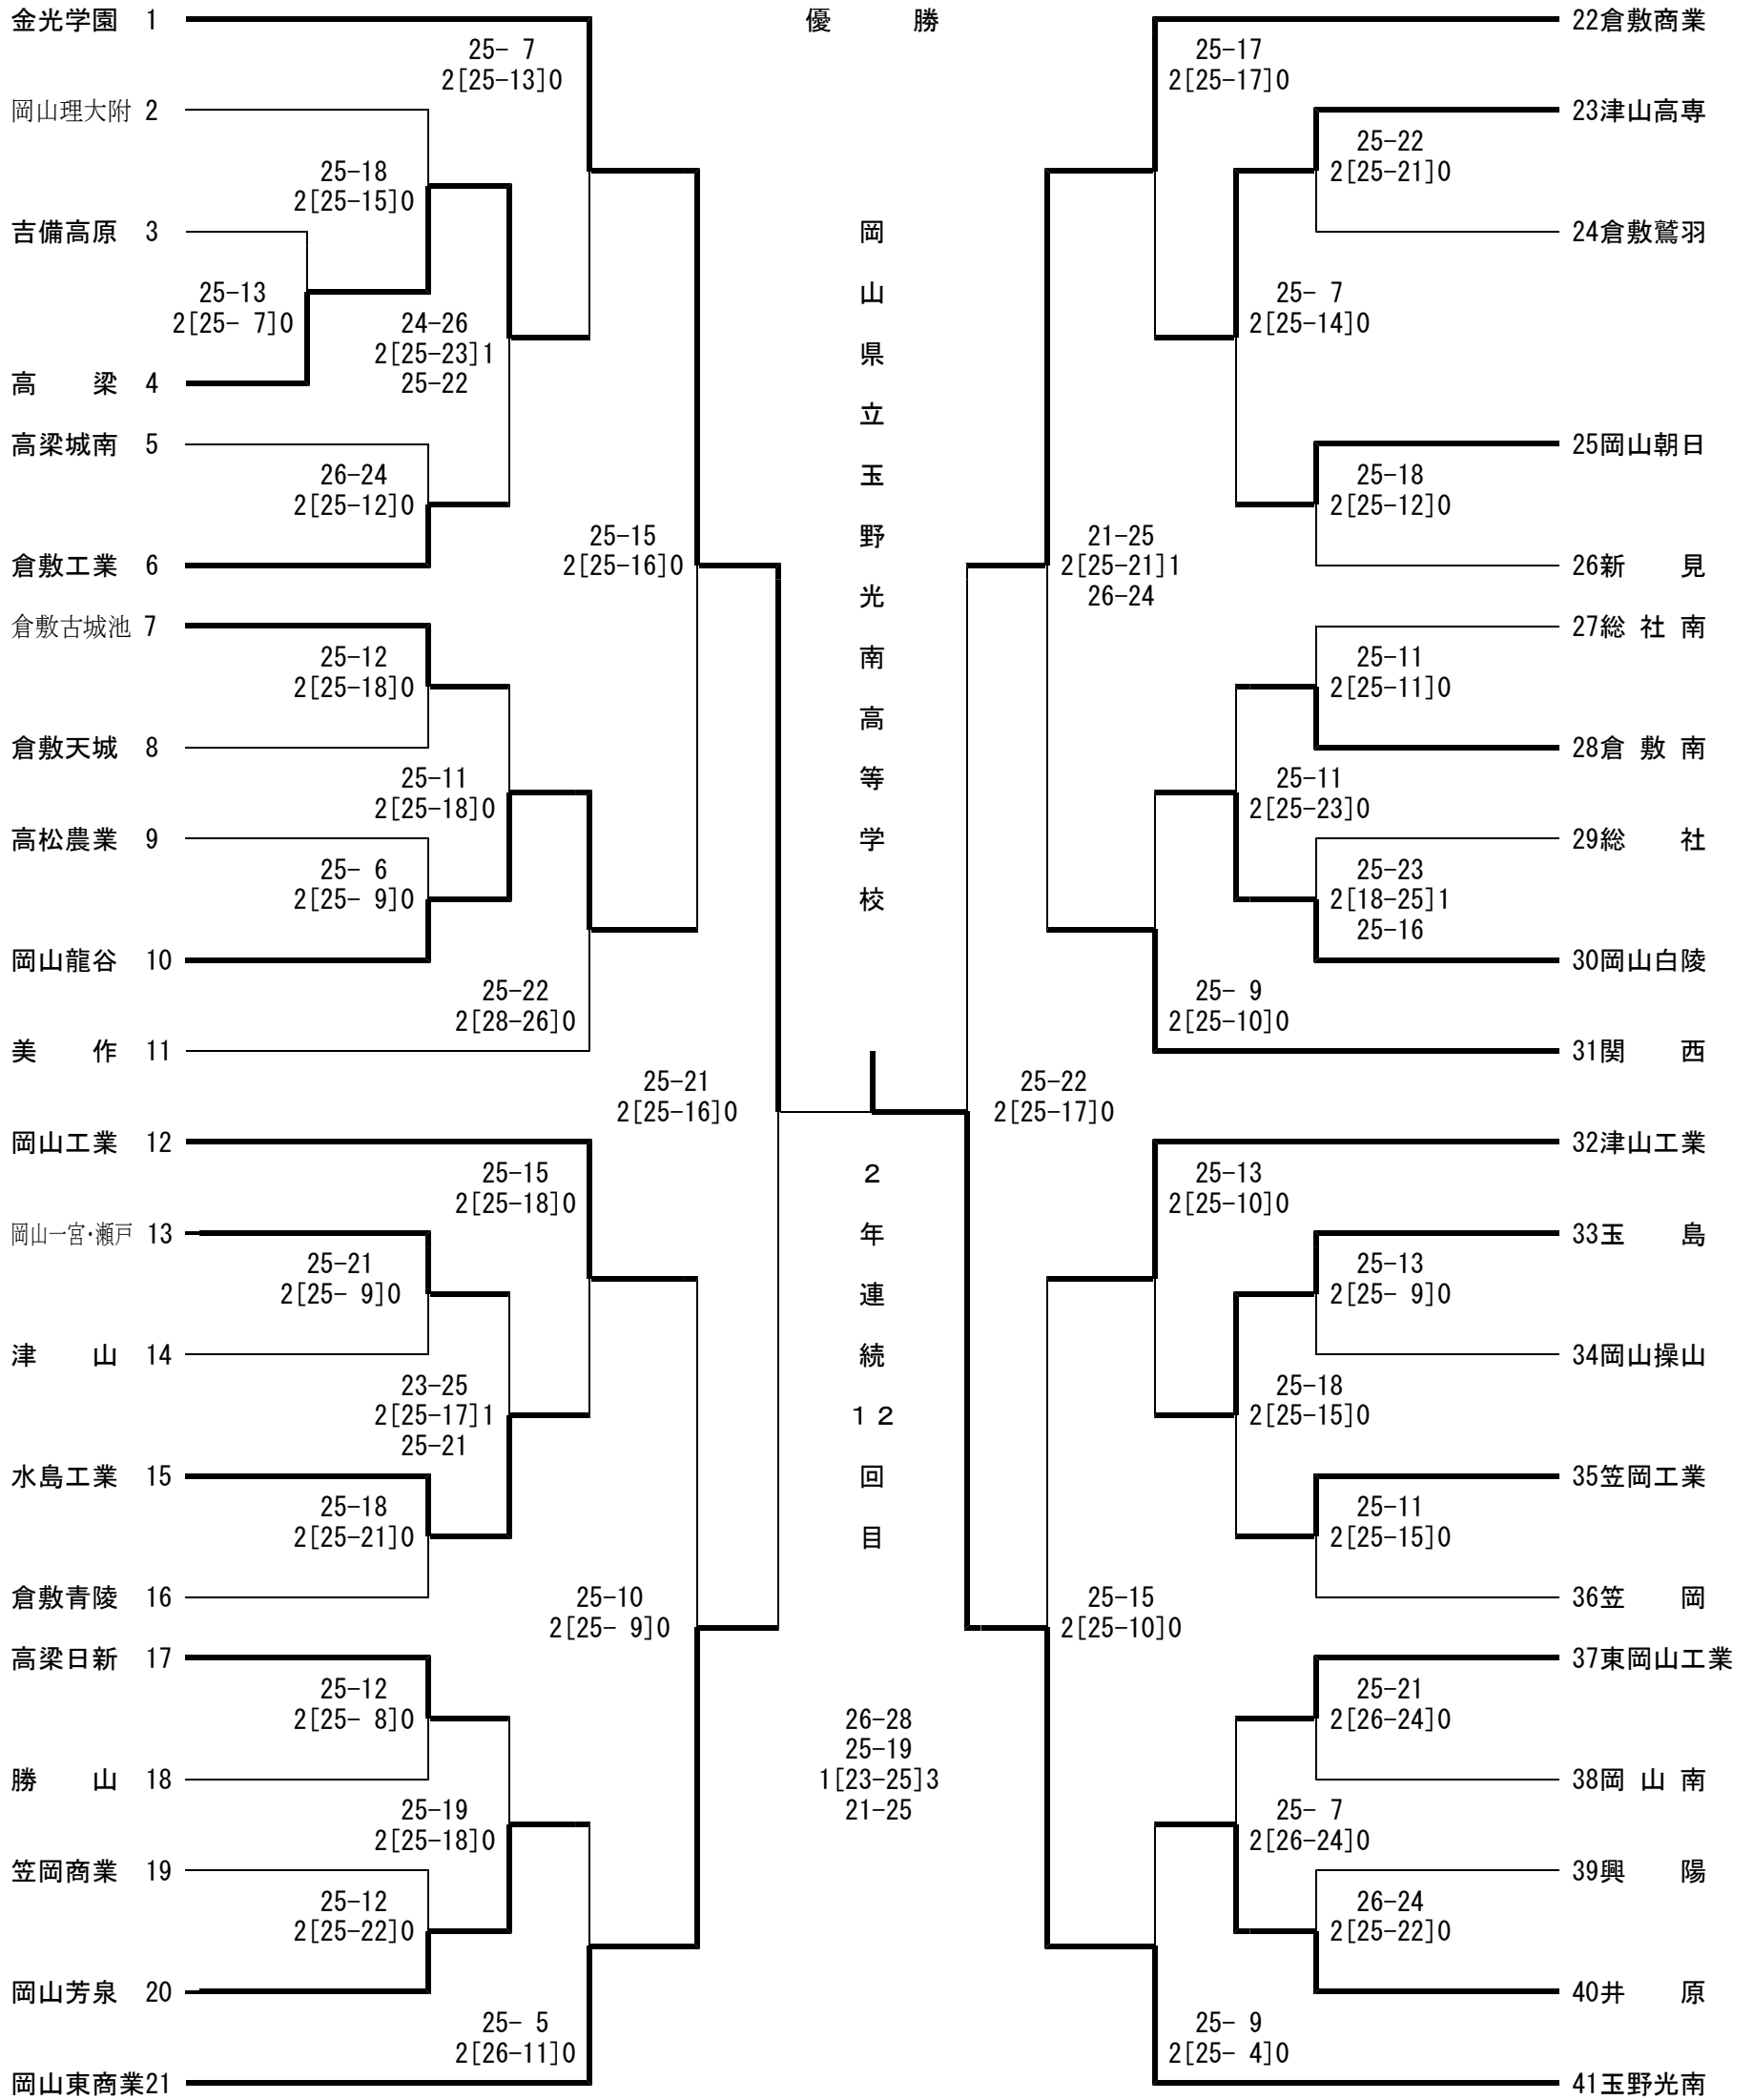 優　勝
岡山県立玉野光南高等学校
2年連続12回目
金光学園 1
岡山理大附 2
吉備高原 3
高　梁 4
高梁城南 5
倉敷工業 6
倉敷古城池 7
倉敷天城 8
高松農業 9
岡山龍谷 10
美　作 11
岡山工業 12
岡山一宮・瀬戸 13
津　山 14
水島工業 15
倉敷青陵 16
高梁日新 17
勝　山 18
笠岡商業 19
岡山芳泉 20
岡山東商業21
25- 7
2[25-13]0
25-18
2[25-15]0
25-13
2[25- 7]0
24-26
2[25-23]1
25-22
26-24
2[25-12]0
25-15
2[25-16]0
25-12
2[25-18]0
25-11
2[25-18]0
25- 6
2[25- 9]0
25-22
2[28-26]0
25-21
2[25-16]0
25-15
2[25-18]0
25-21
2[25- 9]0
23-25
2[25-17]1
25-21
25-18
2[25-21]0
25-10
2[25- 9]0
25-12
2[25- 8]0
25-19
2[25-18]0
25-12
2[25-22]0
25- 5
2[26-11]0
26-28
25-19
1[23-25]3
21-25
22倉敷商業
23津山高専
24倉敷鷲羽
25岡山朝日
26新　見
27総 社 南
28倉 敷 南
29総　社
30岡山白陵
31関　西
32津山工業
33玉　島
34岡山操山
35笠岡工業
36笠　岡
37東岡山工業
38岡 山 南
39興　陽
40井　原
41玉野光南
25-17
2[25-17]0
25-22
2[25-21]0
25- 7
2[25-14]0
25-18
2[25-12]0
21-25
2[25-21]1
26-24
25-11
2[25-11]0
25-11
2[25-23]0
25-23
2[18-25]1
25-16
25- 9
2[25-10]0
25-22
2[25-17]0
25-13
2[25-10]0
25-13
2[25- 9]0
25-18
2[25-15]0
25-11
2[25-15]0
25-15
2[25-10]0
25-21
2[26-24]0
25- 7
2[26-24]0
26-24
2[25-22]0
25- 9
2[25- 4]0